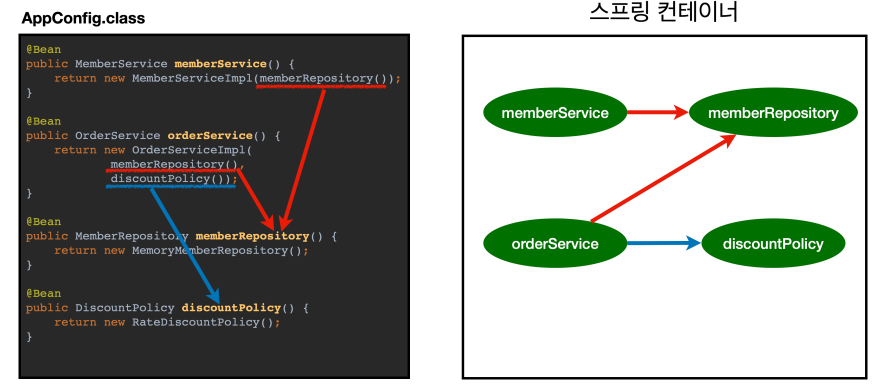 AppConfig.class
@Bean
public MemberService memberService() {
    return new MemberServiceImpl(memberRepository());
}
@Bean
public OrderService orderService() {
    return new OrderServiceImpl(
            memberRepository(),
            discountPolicy());
}
@Bean
public MemberRepository memberRepository() {
    return new MemoryMemberRepository();
}
@Bean
public DiscountPolicy discountPolicy() {
    return new RateDiscountPolicy();
}
스프링 컨테이너
memberService
memberRepository
orderService
discountPolicy